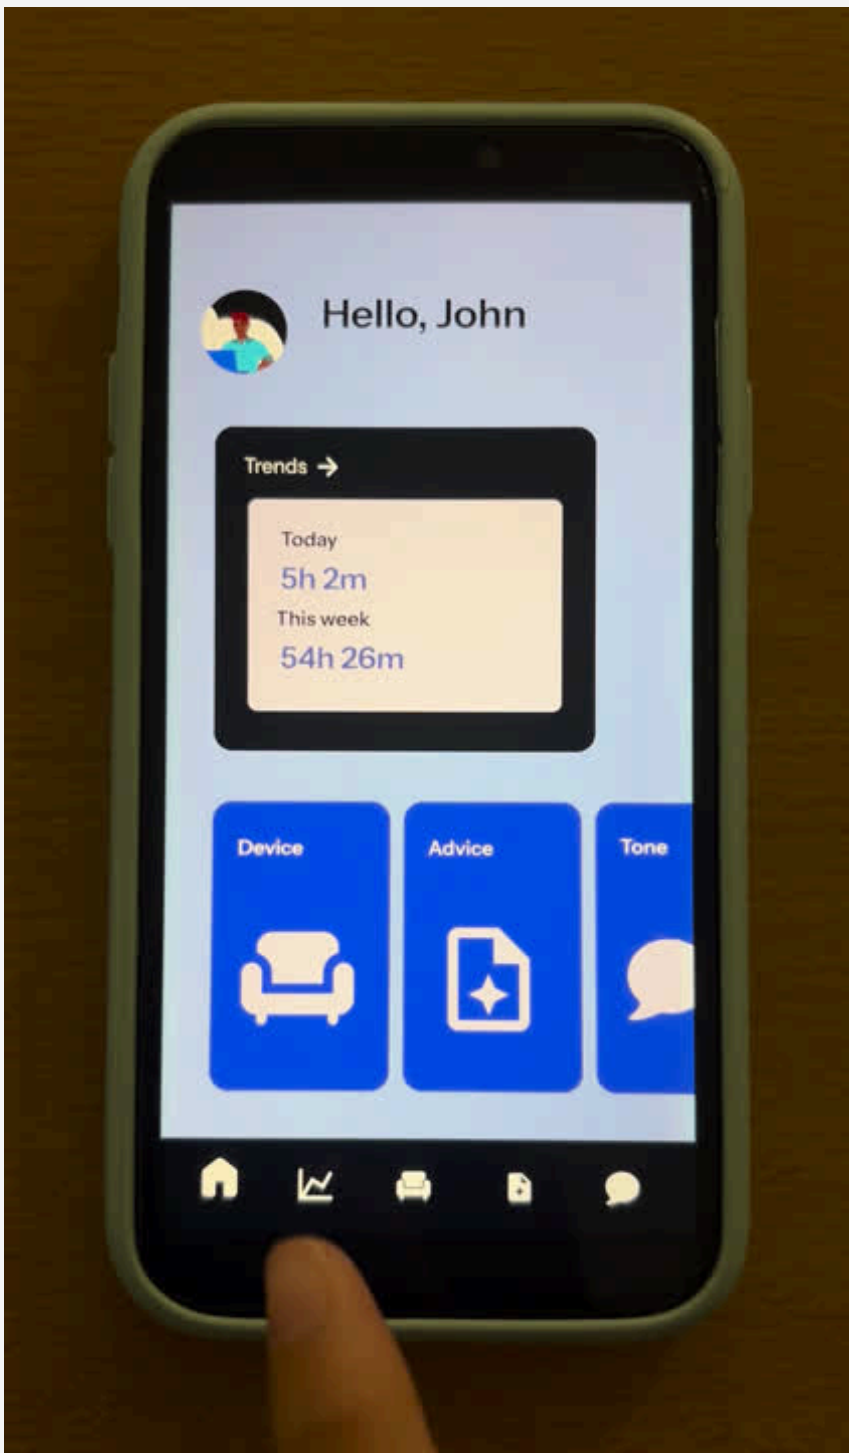 Hello, John
Trends →
Today
5h 2m
This week
54h 26m
Device
Advice
Tone